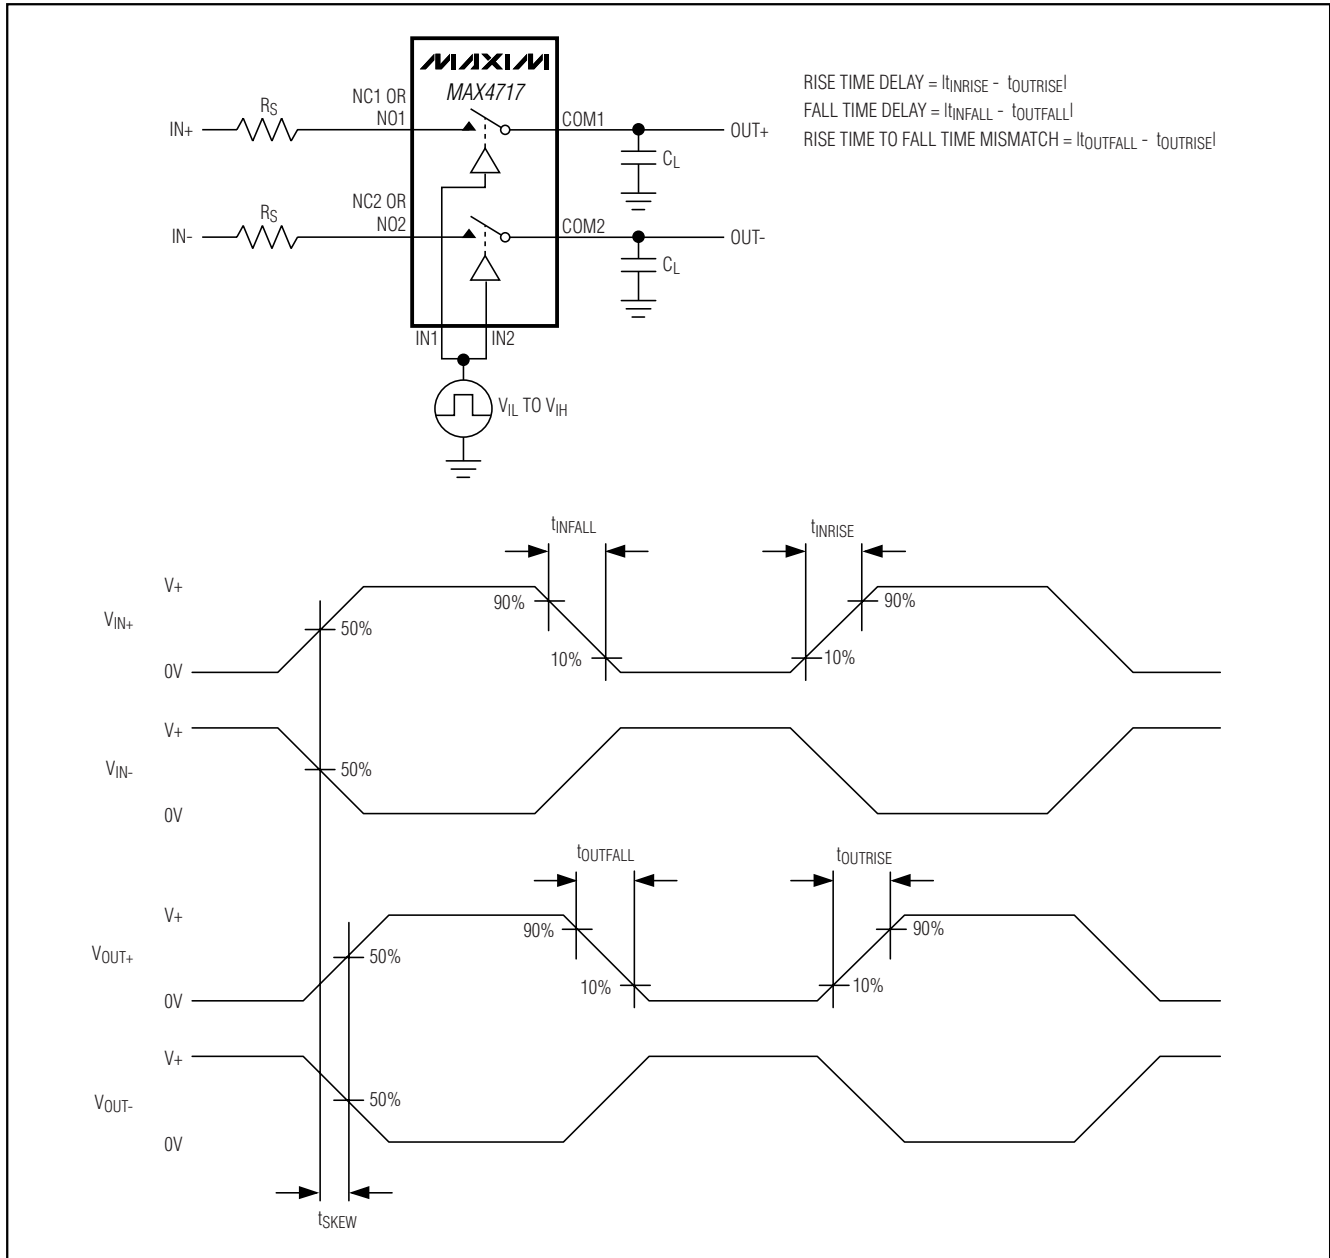 MAXIM
MAX4717
NC1 OR
NO1
RS
IN+
COM1
OUT+
CL
NC2 OR
NO2
RS
IN-
COM2
OUT-
CL
IN1
IN2
VIL TO VIH
RISE TIME DELAY = |tINRISE - tOUTRISE|
FALL TIME DELAY = |tINFALL - tOUTFALL|
RISE TIME TO FALL TIME MISMATCH = |tOUTFALL - tOUTRISE|
tINFALL
tINRISE
V+
VIN+
0V
50%
90%
10%
90%
10%
V+
VIN-
0V
50%
tOUTFALL
tOUTRISE
V+
VOUT+
0V
50%
90%
10%
90%
10%
V+
VOUT-
0V
50%
tSKEW